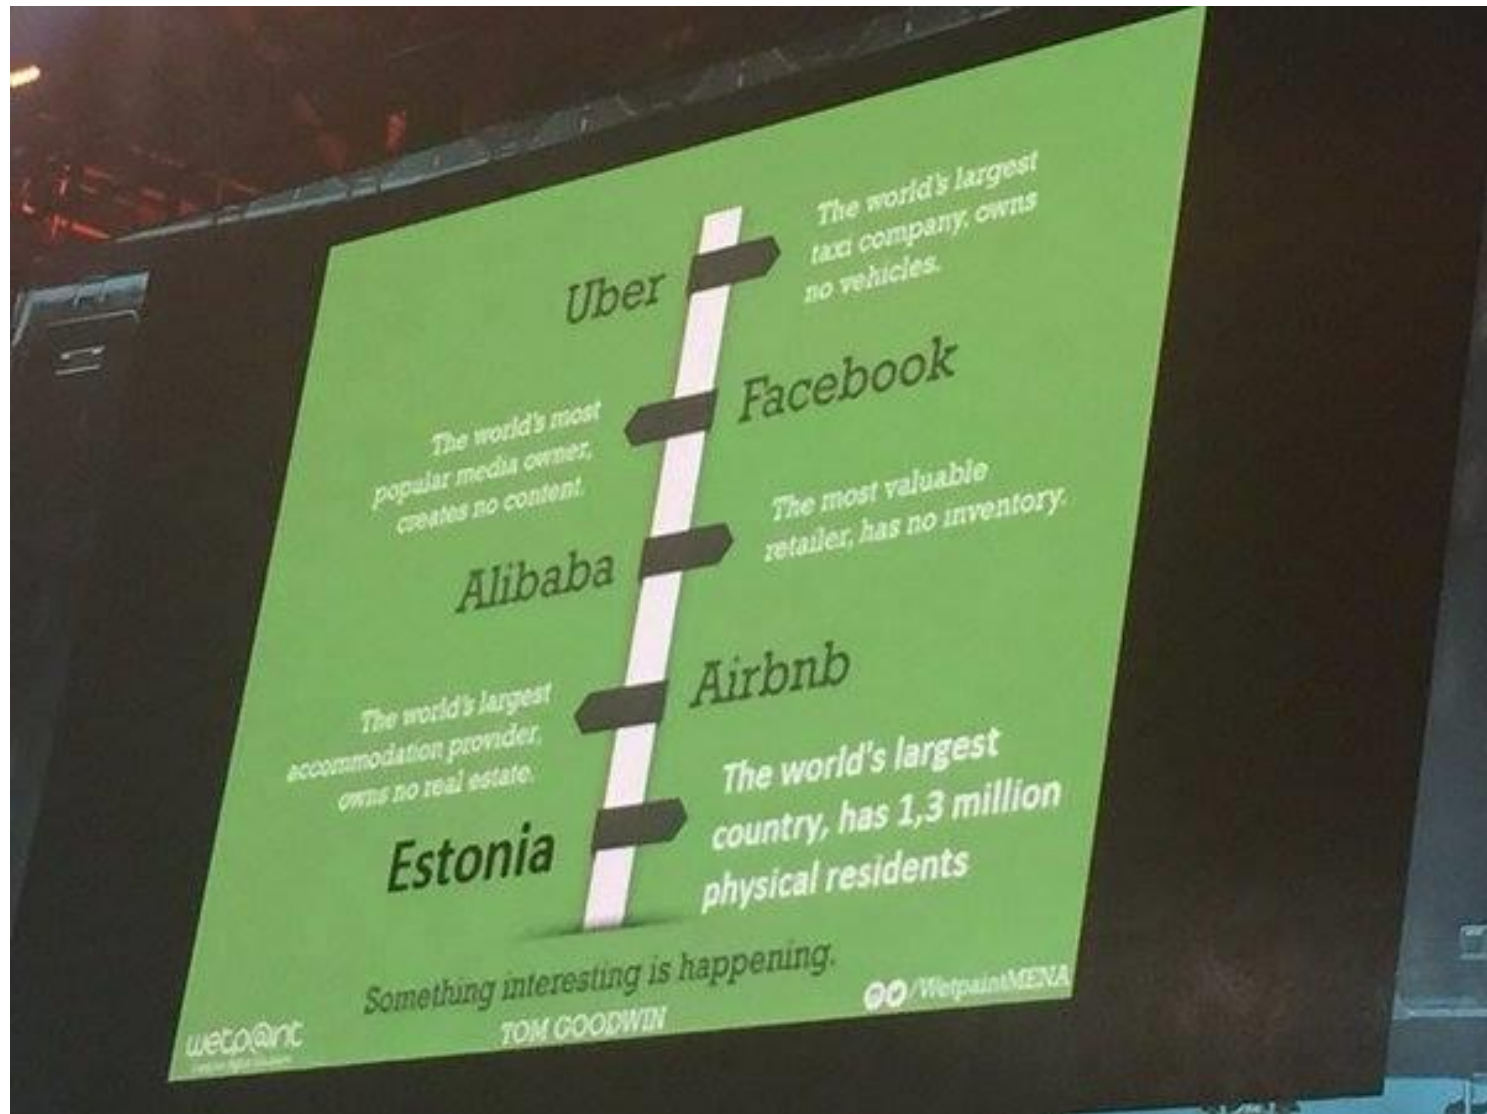 Uber
The world's largest
taxi company, owns
no vehicles.
Facebook
The world's most
popular media owner,
creates no content.
Alibaba
The most valuable
retailer, has no inventory.
Airbnb
The world's largest
accommodation provider,
owns no real estate.
Estonia
The world's largest
country, has 1,3 million
physical residents
Something interesting is happening.
TOM GOODWIN
wetp@int
/WetpaintMENA